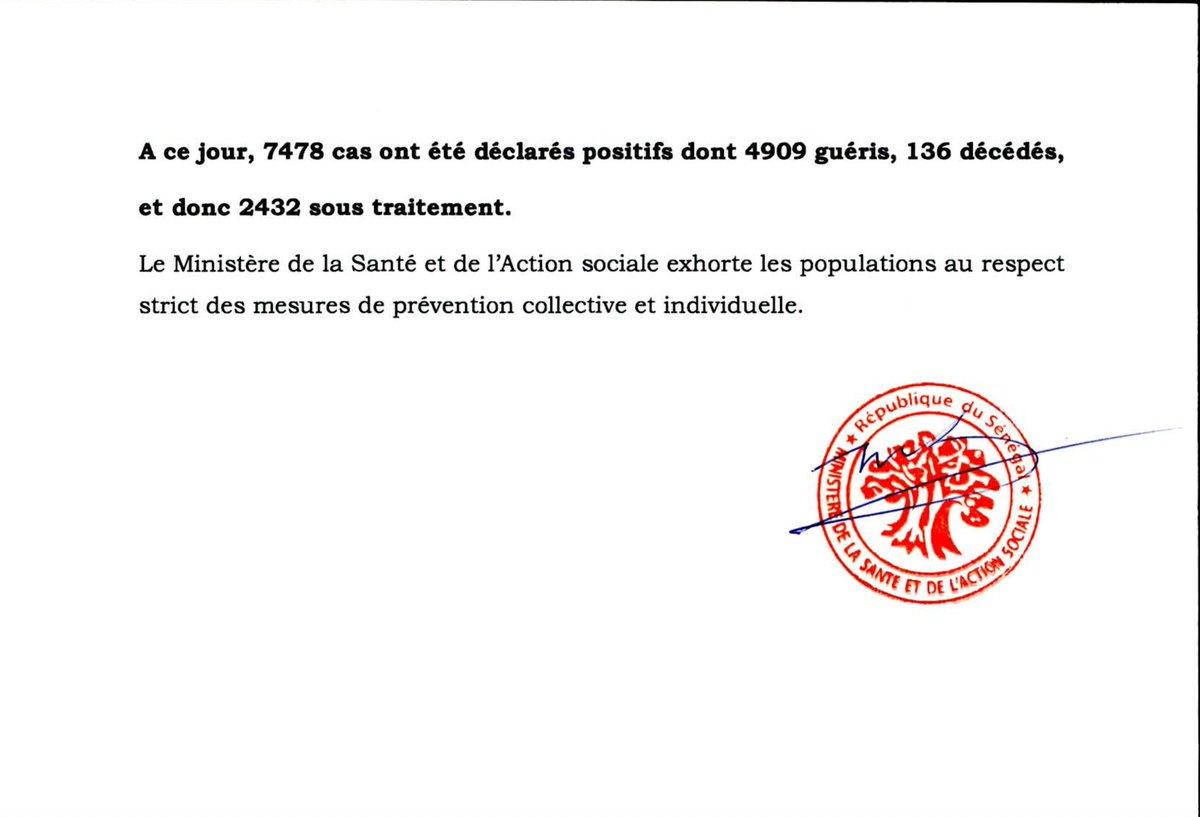 A ce jour, 7478 cas ont été déclarés positifs dont 4909 guéris, 136 décédés,
et donc 2432 sous traitement.
Le Ministère de la Santé et de l'Action sociale exhorte les populations au respect
strict des mesures de prévention collective et individuelle.
★ République du Sénégal ★
MINISTERE DE LA SANTE ET DE L'ACTION SOCIALE